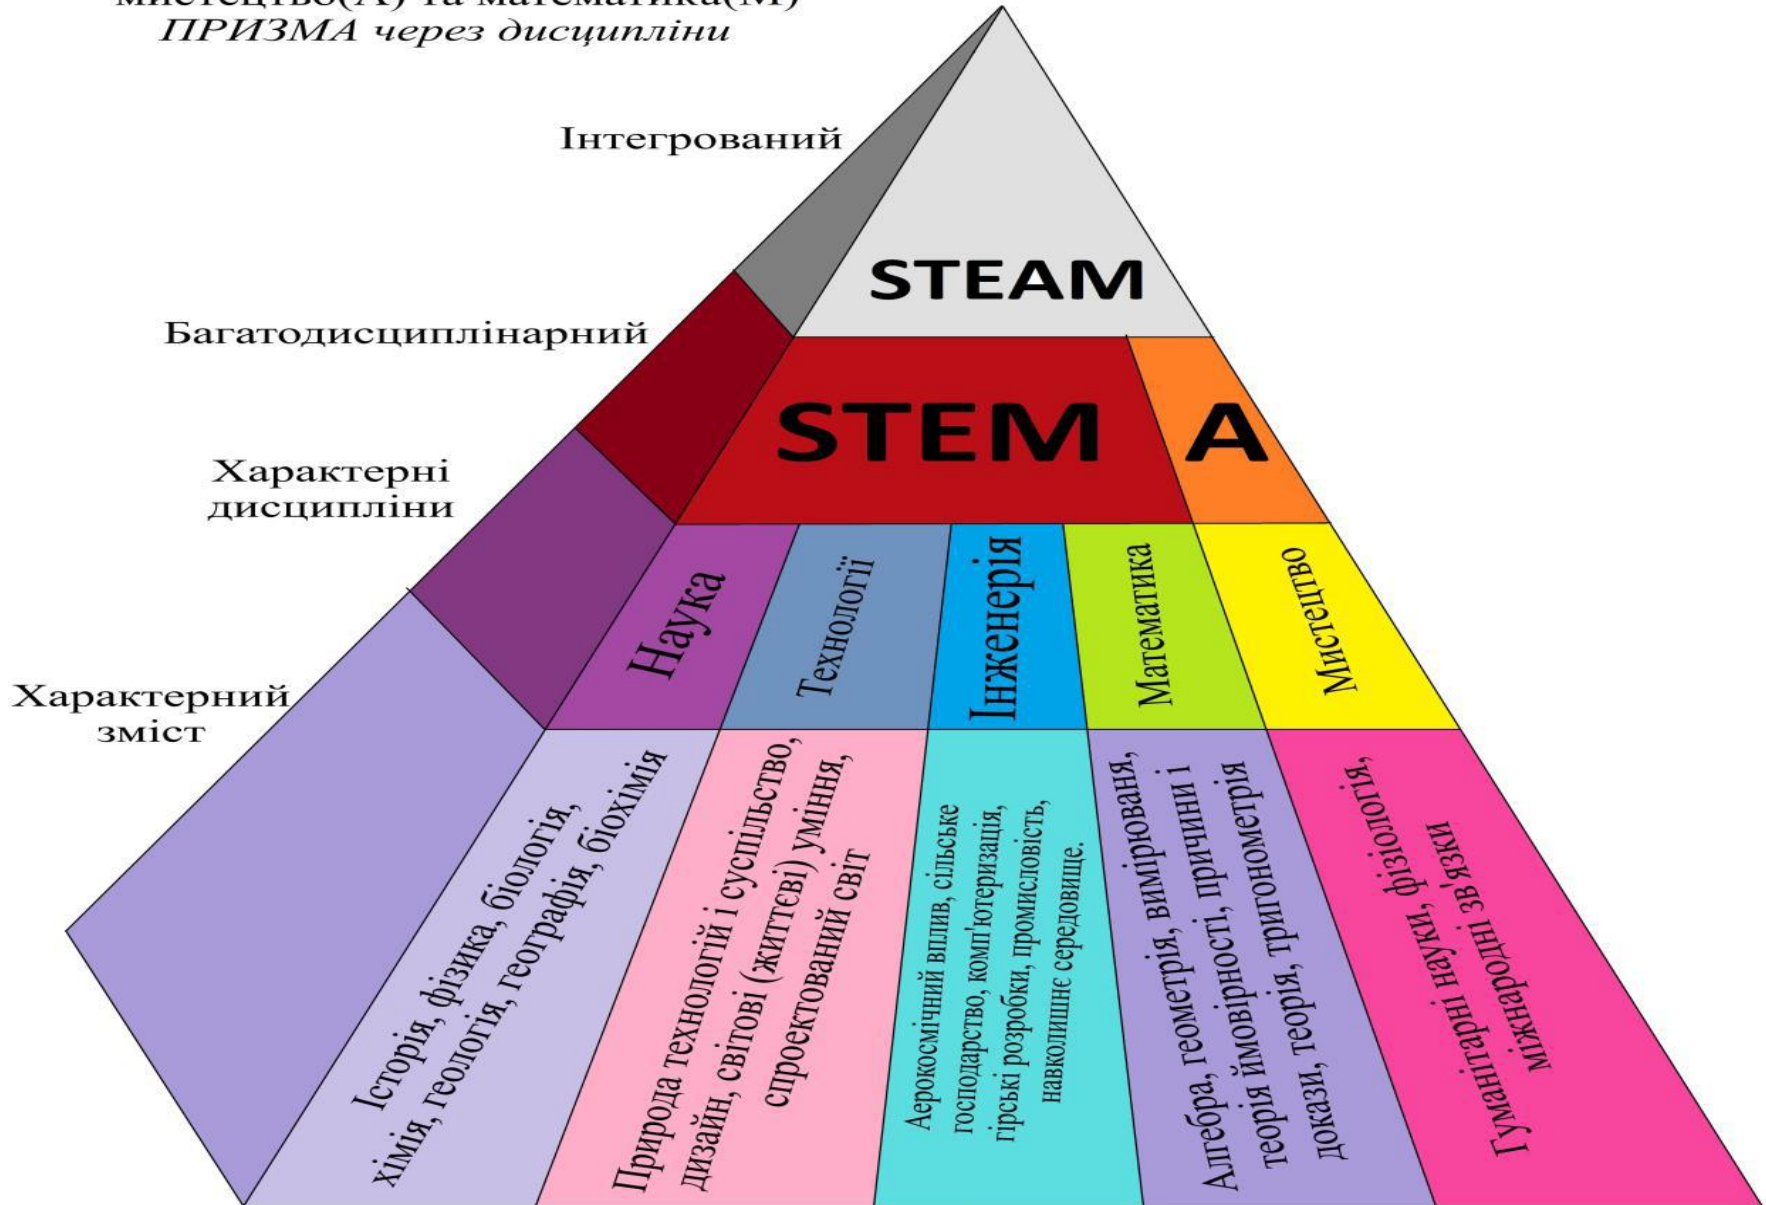 мистецтво(А) та математика(М)
ПРИЗМА через дисципліни
Інтегрований
STEAM
Багатодисциплінарний
STEM
A
Характерні
дисципліни
Наука
Технології
Інженерія
Математика
Мистецтво
Характерний
зміст
Історія, фізика, біологія,
хімія, геологія, географія, біохімія
Природа технологій і суспільство,
дизайн, світові (життєві) уміння,
спроектований світ
Аерокосмічний вплив, сільське
господарство, комп'ютеризація,
гірські розробки, промисловість,
навколишнє середовище.
Алгебра, геометрія, вимірюваня,
теорія ймовірності, причини і
докази, теорія, тригонометрія
Гуманітарні науки, фізіологія,
міжнародні зв'язки